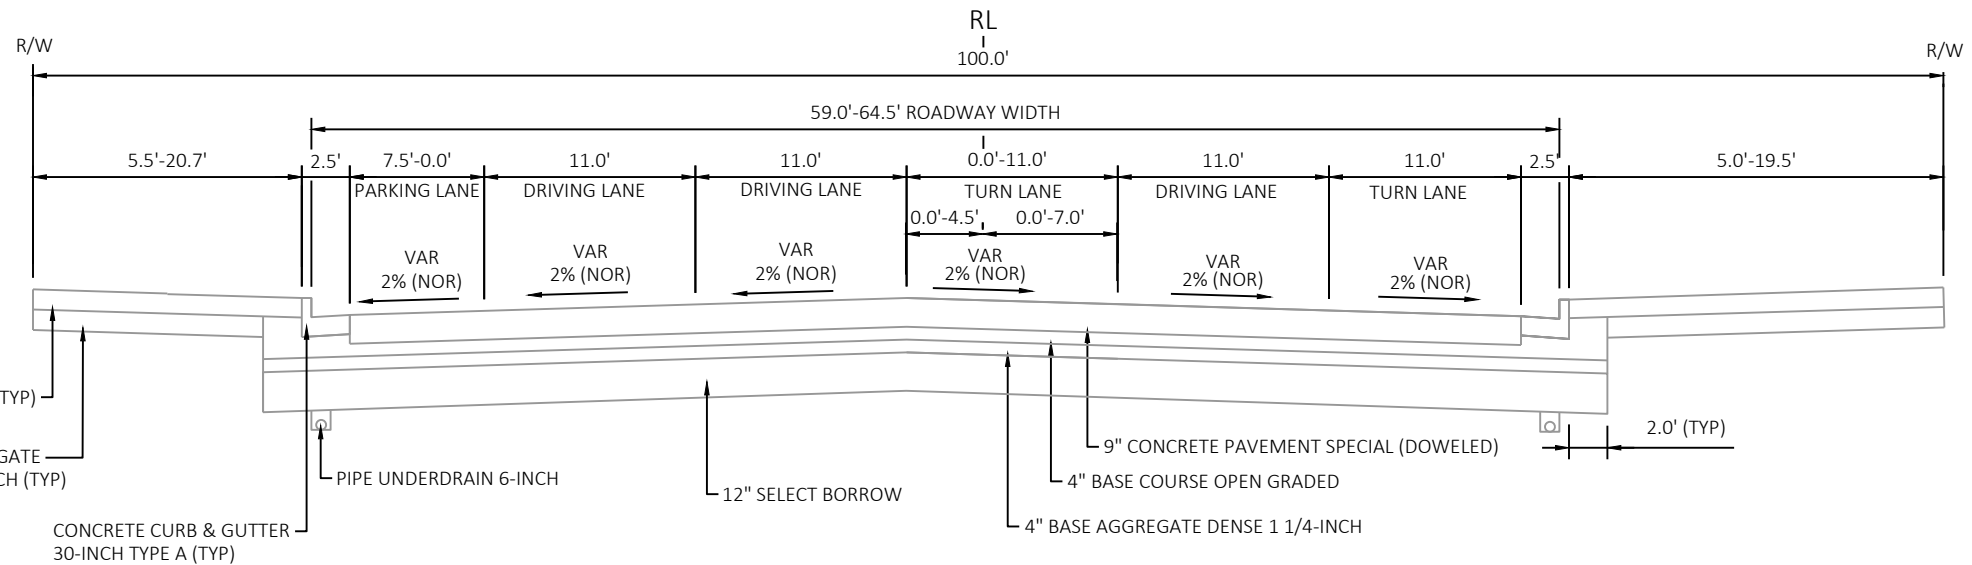 RL
R/W
100.0'
R/W
59.0'-64.5' ROADWAY WIDTH
5.5'-20.7'
2.5'
7.5'-0.0'
11.0'
11.0'
0.0'-11.0'
11.0'
11.0'
2.5'
5.0'-19.5'
PARKING LANE
DRIVING LANE
DRIVING LANE
TURN LANE
DRIVING LANE
TURN LANE
0.0'-4.5'
0.0'-7.0'
VAR
2% (NOR)
VAR
2% (NOR)
VAR
2% (NOR)
VAR
2% (NOR)
VAR
2% (NOR)
VAR
2% (NOR)
TYP)
GATE
CH (TYP)
PIPE UNDERDRAIN 6-INCH
CONCRETE CURB & GUTTER
30-INCH TYPE A (TYP)
12" SELECT BORROW
9" CONCRETE PAVEMENT SPECIAL (DOWELED)
4" BASE COURSE OPEN GRADED
4" BASE AGGREGATE DENSE 1 1/4-INCH
2.0' (TYP)